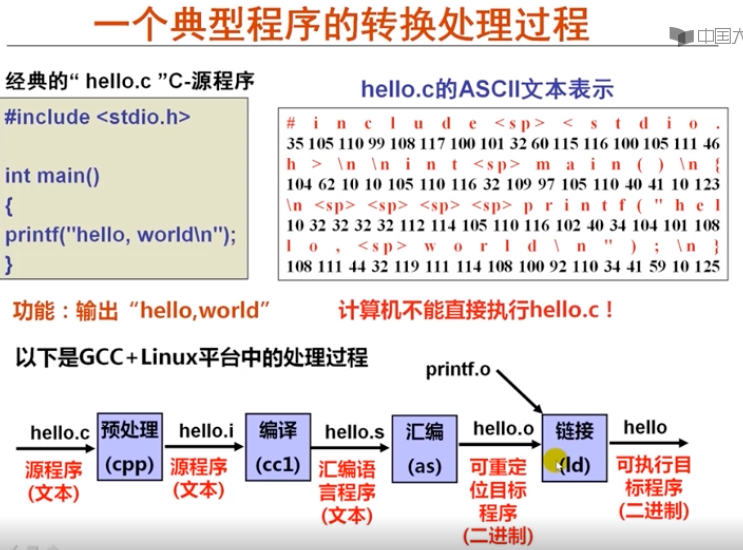 一个典型程序的转换处理过程
中国大
经典的“ hello.c ”C-源程序
#include <stdio.h>
int main()
{
printf("hello, world\n");
}
hello.c的ASCII文本表示
# i n c l u d e <sp> < s t d i o .
35 105 110 99 108 117 100 101 32 60 115 116 100 105 111 46
h > \n \n i n t <sp> m a i n ( ) \n {
104 62 10 10 105 110 116 32 109 97 105 110 40 41 10 123
\n <sp> <sp> <sp> <sp> p r i n t f ( " h e l
10 32 32 32 32 112 114 105 110 116 102 40 34 104 101 108
l o , <sp> w o r l d \ n " ) ; \n }
108 111 44 32 119 111 114 108 100 92 110 34 41 59 10 125
功能：输出“hello,world”
计算机不能直接执行hello.c！
以下是GCC+Linux平台中的处理过程
printf.o
hello.c
源程序
(文本)
预处理
(cpp)
hello.i
源程序
(文本)
编译
(cc1)
hello.s
汇编语
言程序
(文本)
汇编
(as)
hello.o
可重定
位目标
程序
(二进制)
链接
(ld)
hello
可执行目
标程序
(二进制)